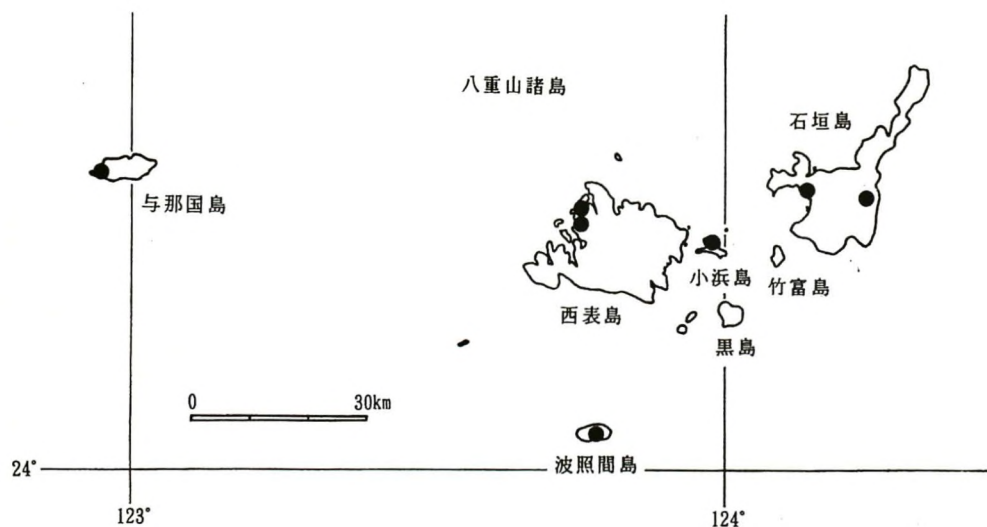 八重山諸島
石垣島
与那国島
小浜島
竹富島
西表島
黒島
0 30km
波照間島
24°
123° 124°